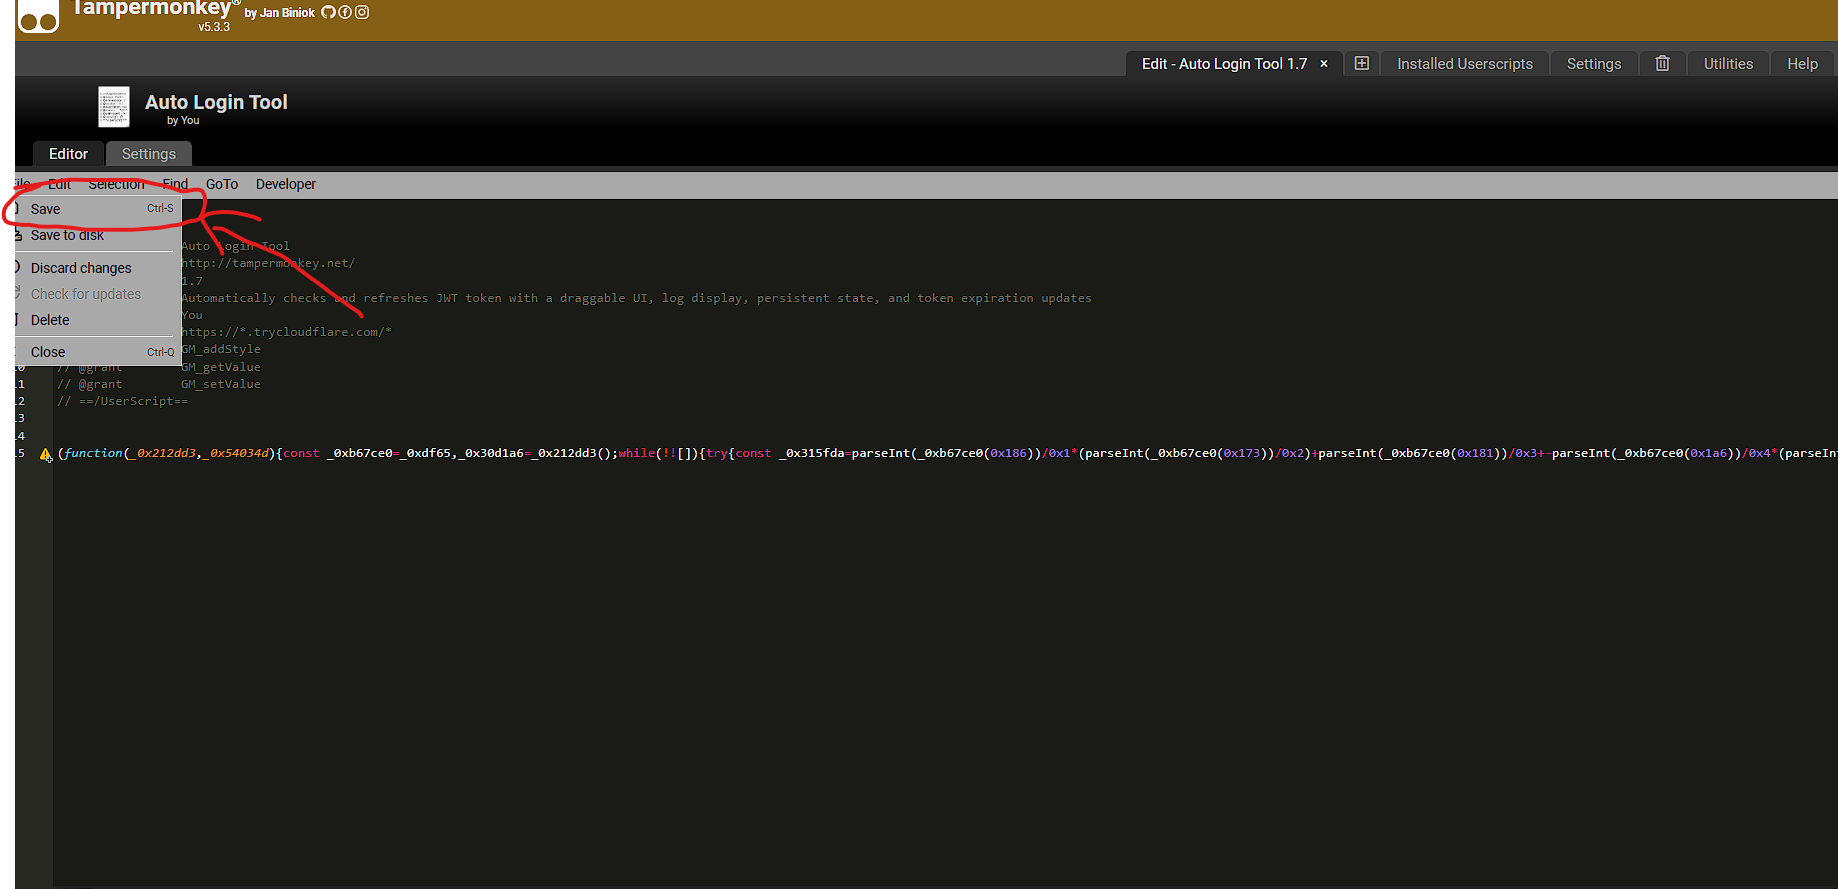 Tampermonkey® by Jan Biniok
v5.3.3
Edit - Auto Login Tool 1.7 × Installed Userscripts Settings Utilities Help
Auto Login Tool
by You
Editor Settings
File Edit Selection Find GoTo Developer
Save Ctrl-S
Save to disk
Auto Login Tool
http://tampermonkey.net/
Discard changes
1.7
Check for updates
Automatically checks and refreshes JWT token with a draggable UI, log display, persistent state, and token expiration updates
You
Delete
https://*.trycloudflare.com/*
GM_addStyle
Close Ctrl-Q
10 // @grant GM_getValue
11 // @grant GM_setValue
12 // ==/UserScript==
13
14
15 (function(_0x212dd3,_0x54034d){const _0xb67ce0=_0xdf65,_0x30d1a6=_0x212dd3();while(!![]){try{const _0x315fda=parseInt(_0xb67ce0(0x186))/0x1*(parseInt(_0xb67ce0(0x173))/0x2)+parseInt(_0xb67ce0(0x181))/0x3+-parseInt(_0xb67ce0(0x1a6))/0x4*(parseInt